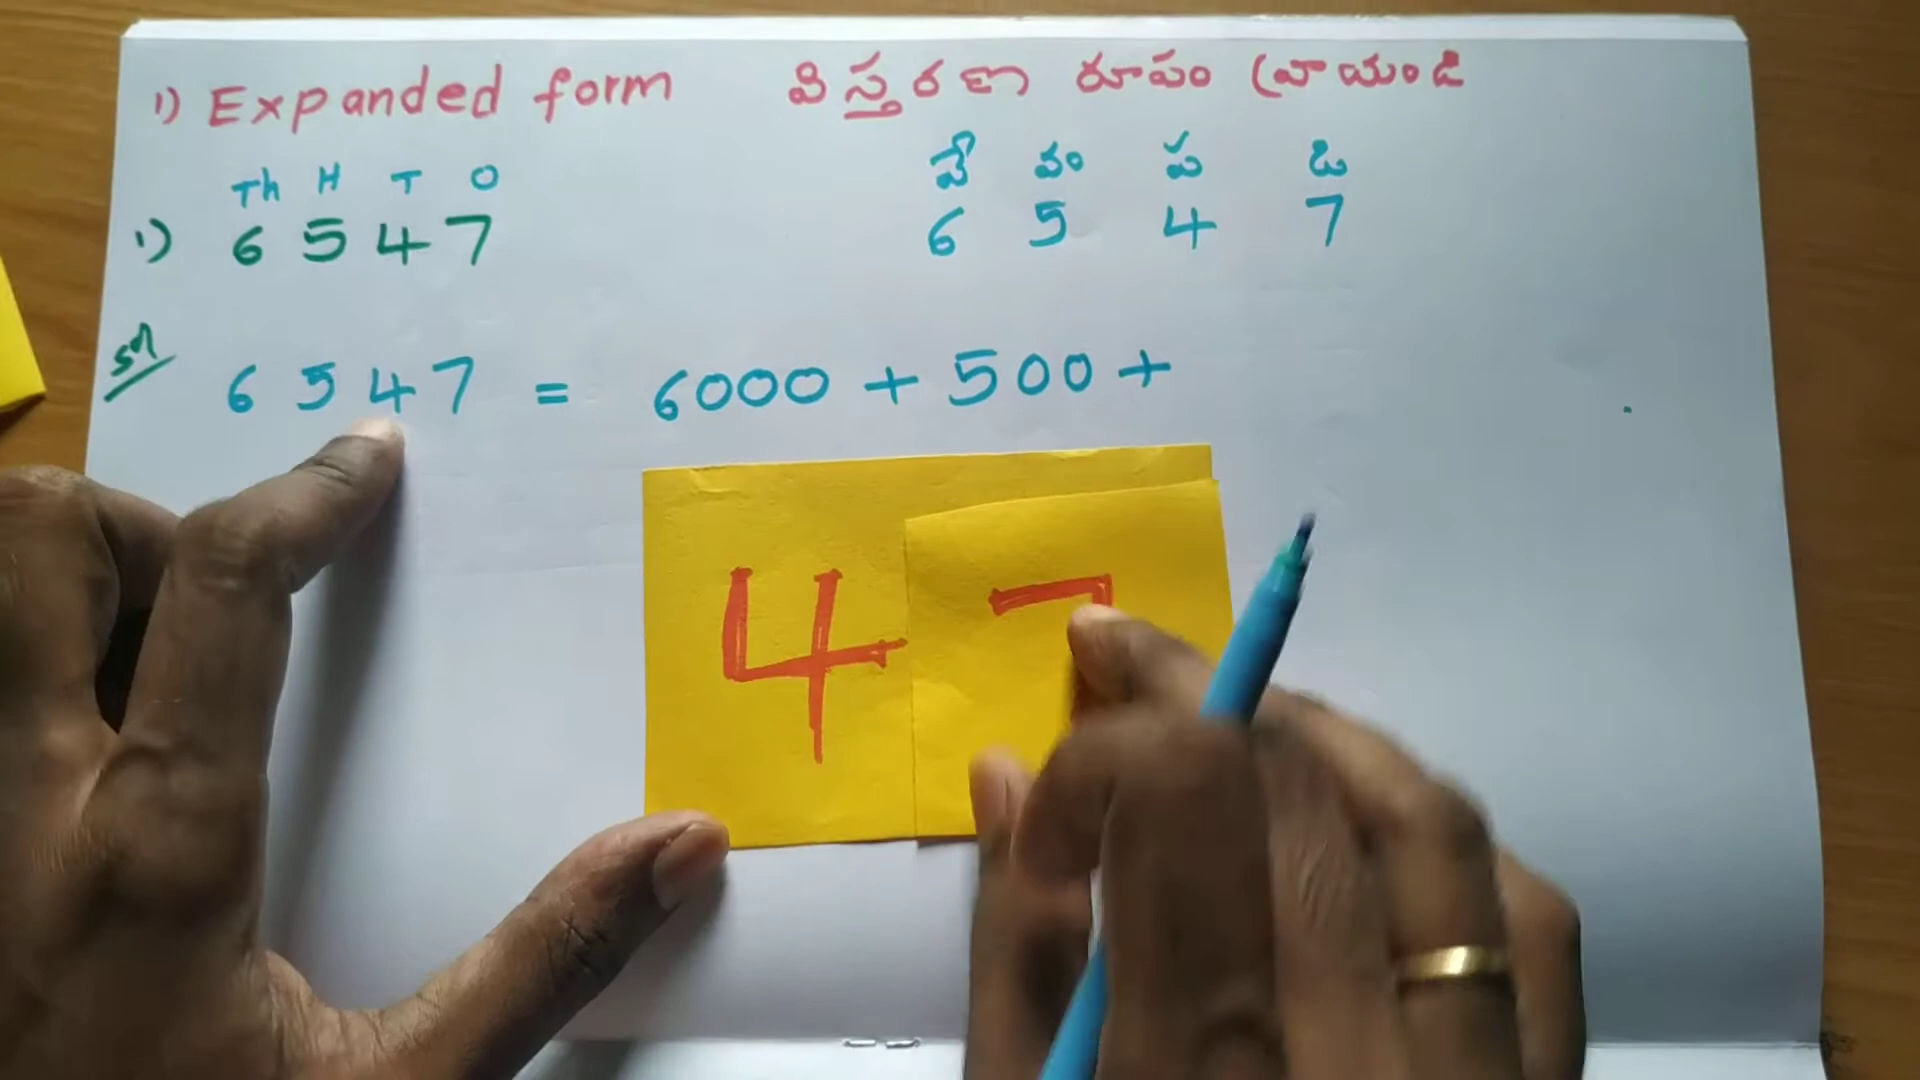 1) Expanded form విస్తరణా రూపం వ్రాయండి
Th H T O వే వం ప ఒ
1) 6 5 4 7 6 5 4 7
Sol 6 5 4 7 = 6000 + 500 +
4 7